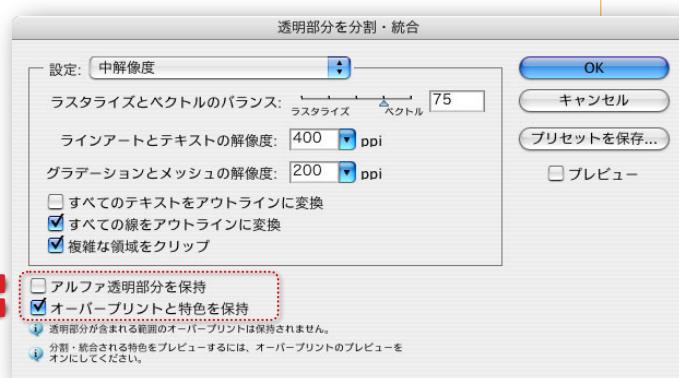 透明部分を分割・統合
設定: 中解像度
ラスタライズとベクトルのバランス: ラスタライズ ベクトル 75
ラインアートとテキストの解像度: 400 ppi
グラデーションとメッシュの解像度: 200 ppi
すべてのテキストをアウトラインに変換
すべての線をアウトラインに変換
複雑な領域をクリップ
アルファ透明部分を保持
オーバープリントと特色を保持
透明部分が含まれる範囲のオーバープリントは保持されません。
分割・統合される特色をプレビューするには、オーバープリントのプレビューを
オンにしてください。
OK
キャンセル
プリセットを保存...
プレビュー